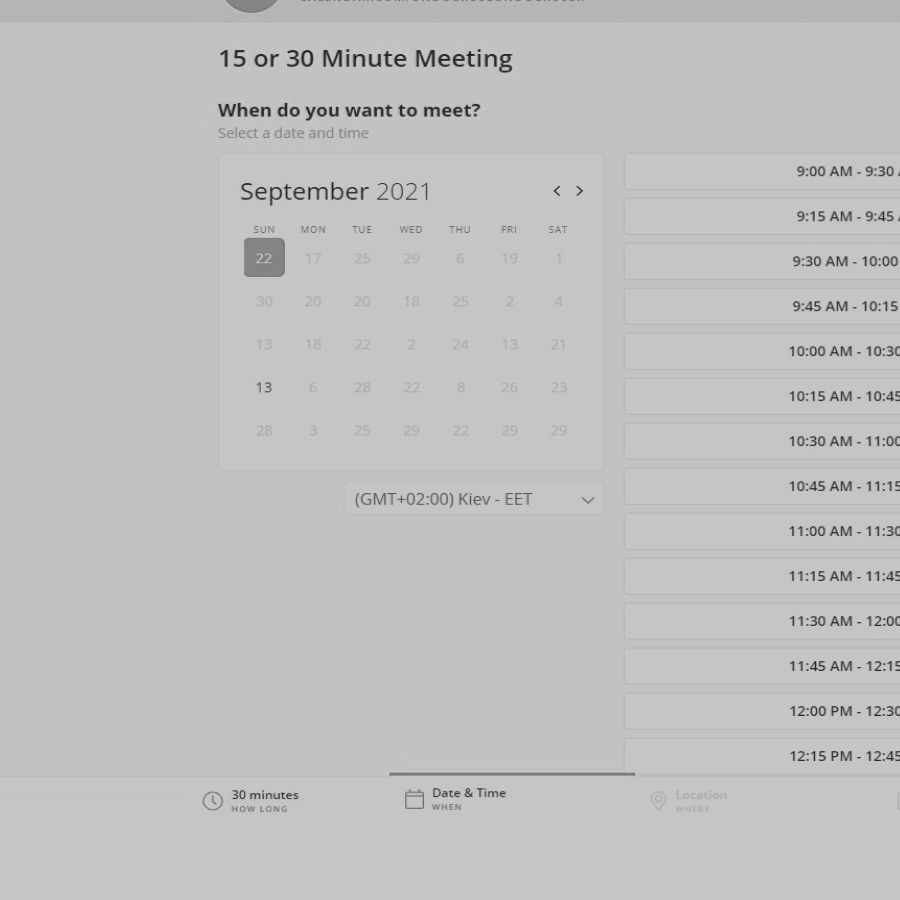 15 or 30 Minute Meeting
When do you want to meet?
Select a date and time
September 2021
SUN MON TUE WED THU FRI SAT
22 17 25 29 6 19 1
30 20 20 18 25 2 4
13 18 22 2 24 13 21
13 6 28 22 8 26 23
28 3 25 29 22 29 29
(GMT+02:00) Kiev - EET
9:00 AM - 9:30
9:15 AM - 9:45
9:30 AM - 10:00
9:45 AM - 10:15
10:00 AM - 10:30
10:15 AM - 10:45
10:30 AM - 11:00
10:45 AM - 11:15
11:00 AM - 11:30
11:15 AM - 11:45
11:30 AM - 12:00
11:45 AM - 12:15
12:00 PM - 12:30
12:15 PM - 12:45
30 minutes
HOW LONG
Date & Time
WHEN
Location
WHERE